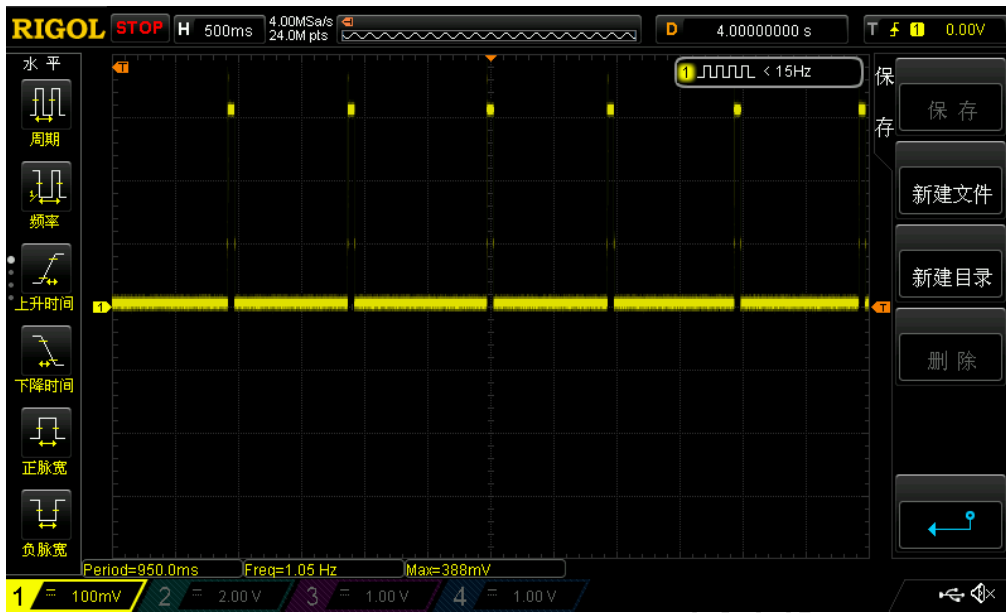 RIGOL STOP H 500ms 4.00MSa/s 24.0M pts D 4.00000000 s T 1 0.00V
水平
T
1 < 15Hz
保存
保存
周期
新建文件
频率
新建目录
上升时间
1
T
删除
下降时间
正脉宽
负脉宽
Period=950.0ms Freq=1.05 Hz Max=388mV
1 = 100mV 2 = 2.00 V 3 = 1.00 V 4 = 1.00 V